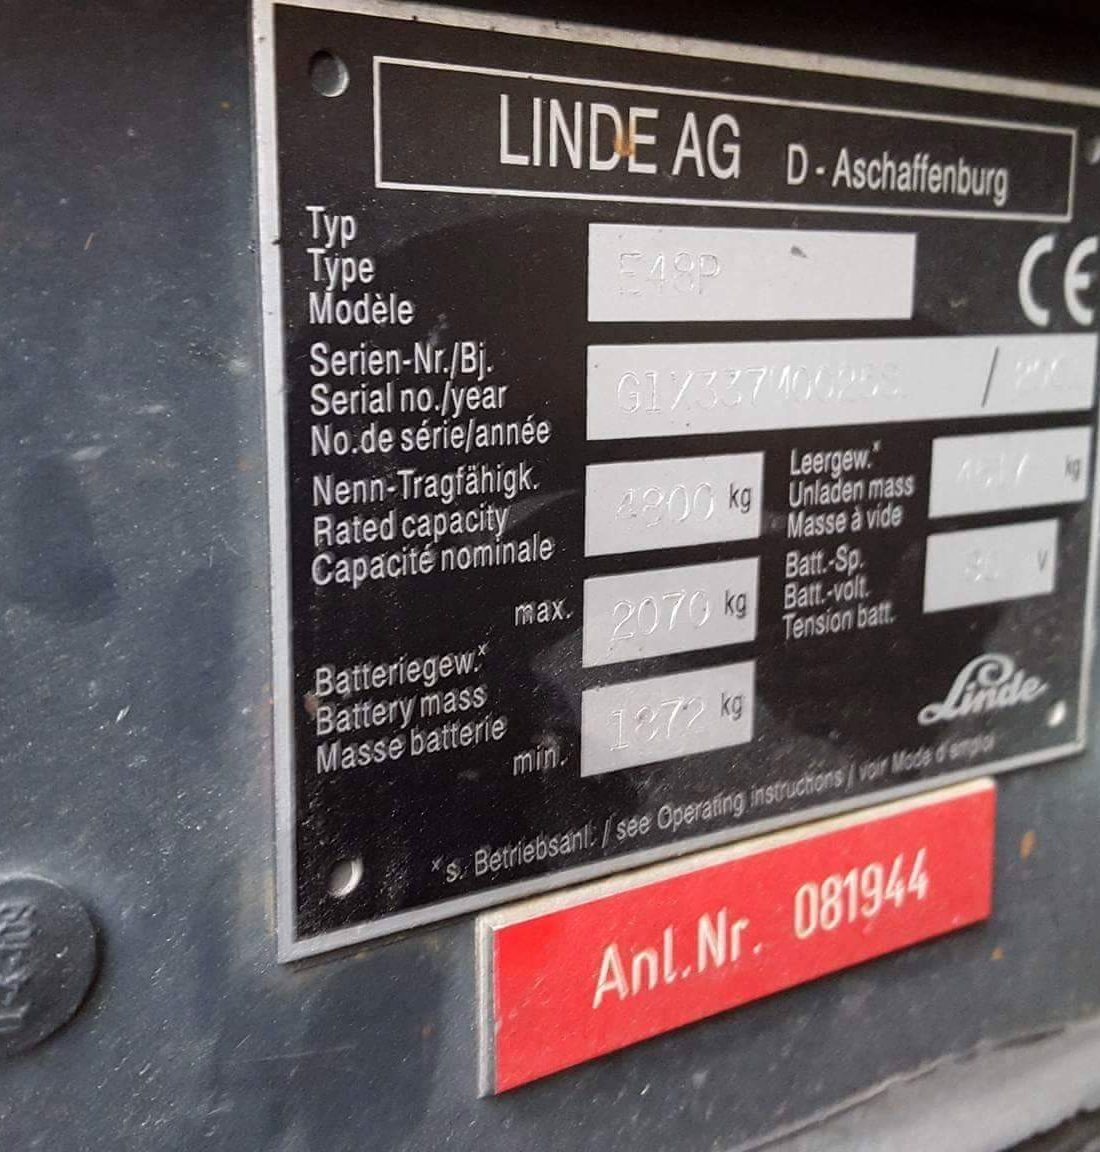 LINDE AG D - Aschaffenburg
Typ
Type
Modèle
E48P
CE
Serien-Nr./Bj.
Serial no./year
No.de série/année
/
Nenn-Tragfähigk.
Rated capacity
Capacité nominale
4800 kg
Leergew.*
Unladen mass
Masse à vide
kg
Batt.-Sp.
Batt.-volt.
Tension batt.
V
max.
2070 kg
Batteriegew.*
Battery mass
Masse batterie
min.
1872 kg
Linde
* s. Betriebsanl. / see Operating instructions / voir Mode d'emploi
Anl.Nr. 081944